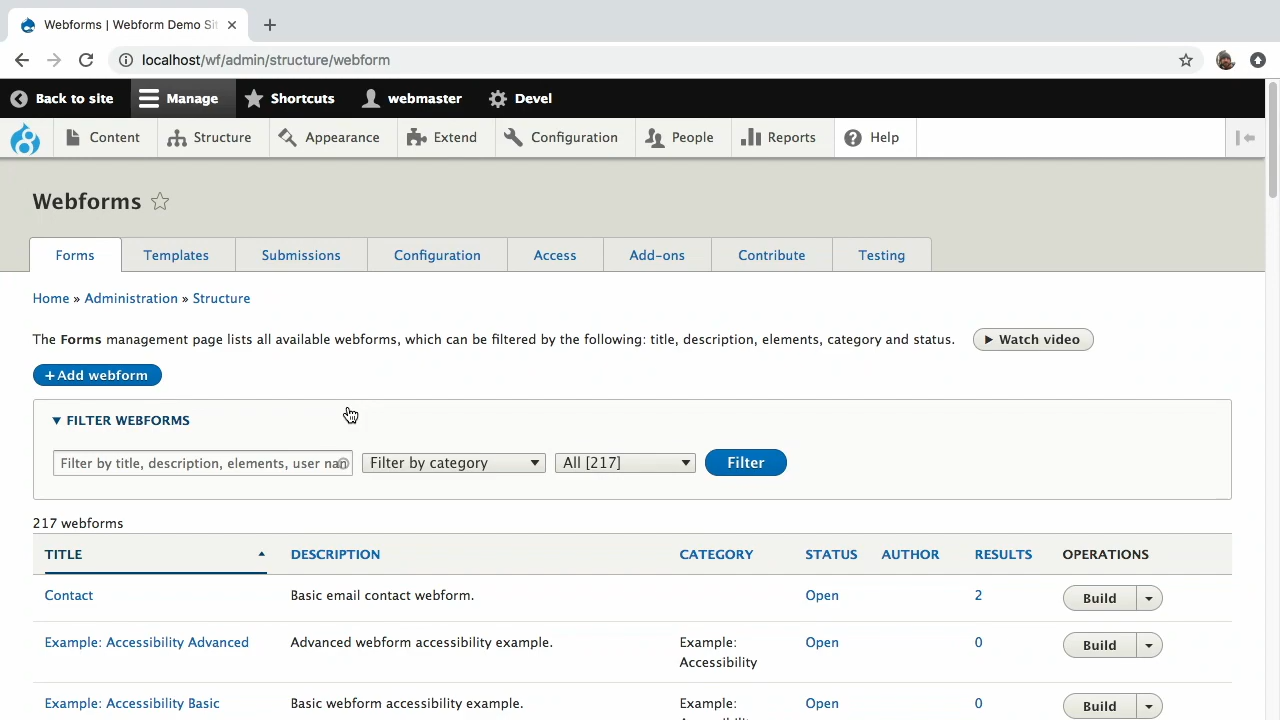 Webforms | Webform Demo Sit
localhost/wf/admin/structure/webform
Back to site Manage Shortcuts webmaster Devel
Content Structure Appearance Extend Configuration People Reports Help
Webforms
Forms Templates Submissions Configuration Access Add-ons Contribute Testing
Home » Administration » Structure
The Forms management page lists all available webforms, which can be filtered by the following: title, description, elements, category and status. Watch video
+ Add webform
FILTER WEBFORMS
Filter by title, description, elements, user nam Filter by category All [217] Filter
217 webforms
TITLE DESCRIPTION CATEGORY STATUS AUTHOR RESULTS OPERATIONS
Contact Basic email contact webform. Open 2 Build
Example: Accessibility Advanced Advanced webform accessibility example. Example: Open 0 Build
Accessibility
Example: Accessibility Basic Basic webform accessibility example. Example: Open 0 Build